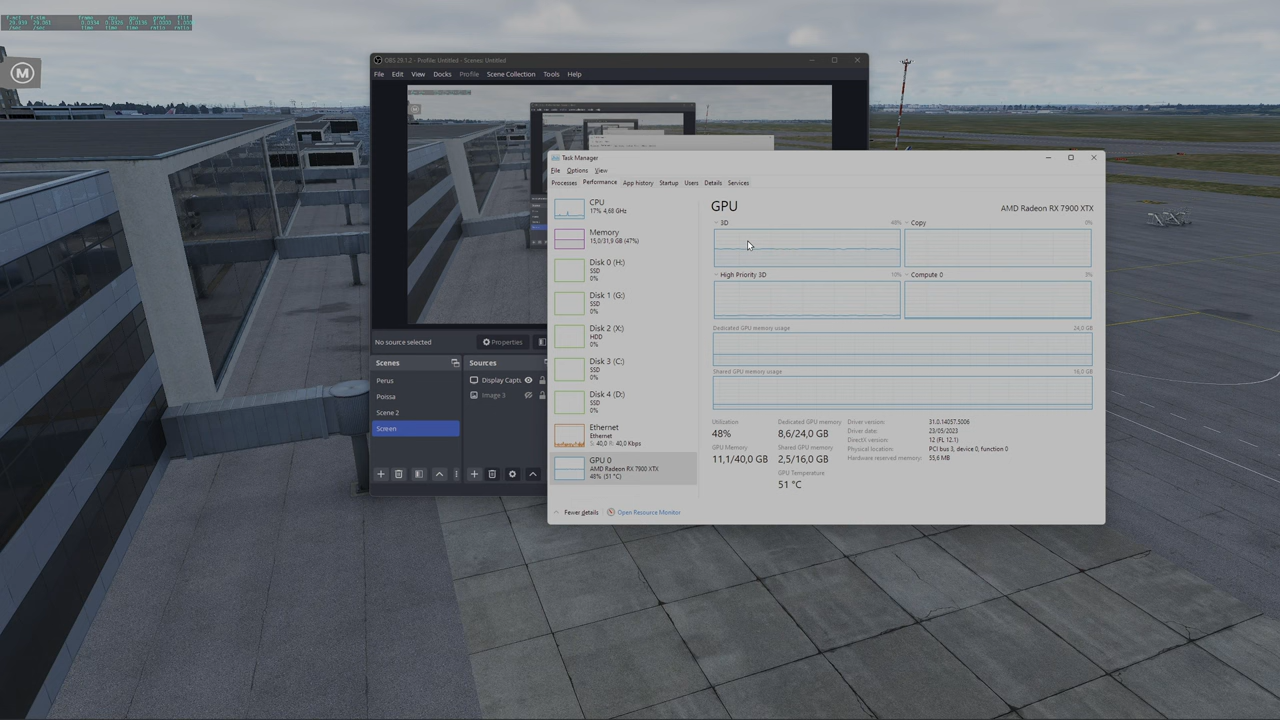 M
OBS 29.1.2 - Profile: Untitled - Scenes: Untitled
File Edit View Docks Profile Scene Collection Tools Help
No source selected
Properties
Scenes
Sources
Perus
Poissa
Scene 2
Screen
Display Captu
Image 3
Task Manager
File Options View
Processes Performance App history Startup Users Details Services
CPU
17% 4,68 GHz
Memory
15,0/31,9 GB (47%)
Disk 0 (H:)
SSD
0%
Disk 1 (G:)
SSD
0%
Disk 2 (X:)
HDD
0%
Disk 3 (C:)
SSD
0%
Disk 4 (D:)
SSD
0%
Ethernet
Ethernet
S: 40,0 R: 40,0 Kbps
GPU 0
AMD Radeon RX 7900 XTX
48% (51 °C)
GPU
AMD Radeon RX 7900 XTX
3D 48%
Copy 0%
High Priority 3D 10%
Compute 0 3%
Dedicated GPU memory usage 24,0 GB
Shared GPU memory usage 16,0 GB
Utilization
48%
Dedicated GPU memory
8,6/24,0 GB
GPU Memory
11,1/40,0 GB
Shared GPU memory
2,5/16,0 GB
GPU Temperature
51 °C
Driver version: 31.0.14057.5006
Driver date: 23/05/2023
DirectX version: 12 (FL 12.1)
Physical location: PCI bus 3, device 0, function 0
Hardware reserved memory: 55,6 MB
Fewer details
Open Resource Monitor